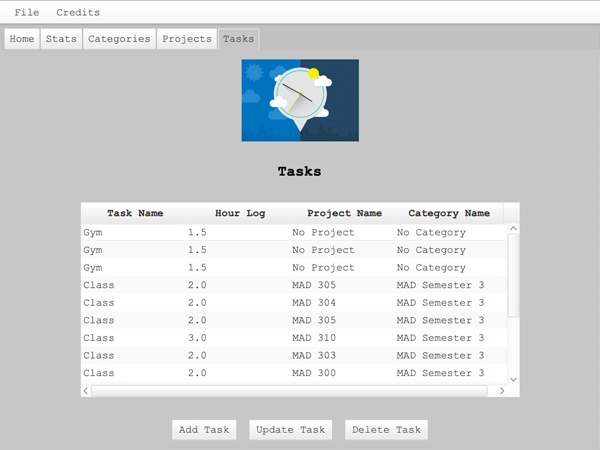 File Credits
Home Stats Categories Projects Tasks
Tasks
Task Name Hour Log Project Name Category Name
Gym 1.5 No Project No Category
Gym 1.5 No Project No Category
Gym 1.5 No Project No Category
Class 2.0 MAD 305 MAD Semester 3
Class 2.0 MAD 304 MAD Semester 3
Class 2.0 MAD 305 MAD Semester 3
Class 3.0 MAD 310 MAD Semester 3
Class 2.0 MAD 303 MAD Semester 3
Class 2.0 MAD 300 MAD Semester 3
Add Task Update Task Delete Task